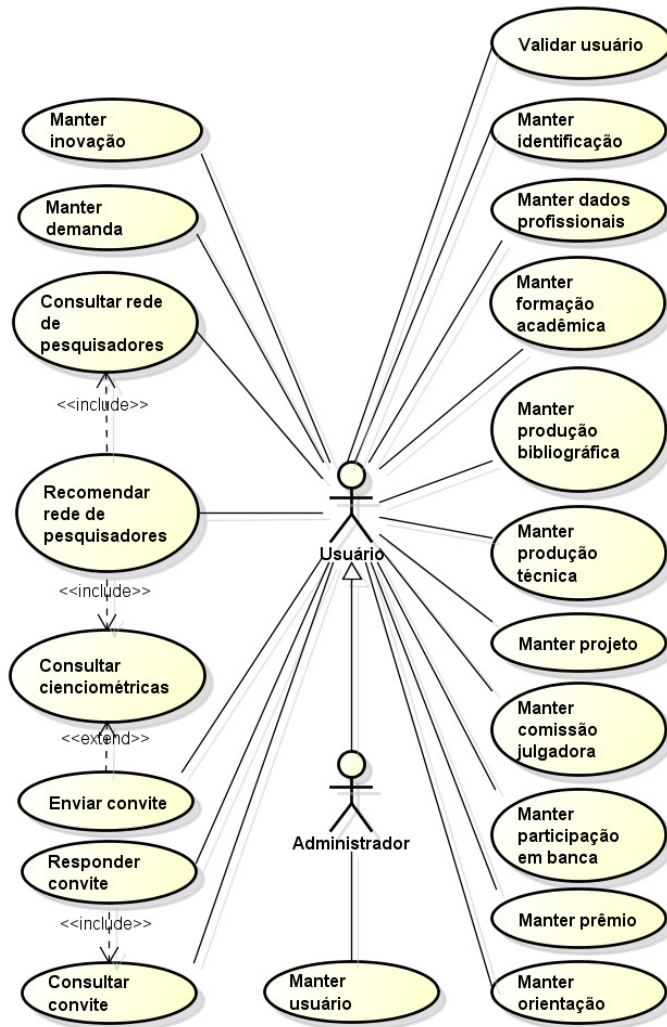 Validar usuário
Manter
inovação
Manter
identificação
Manter
demanda
Manter dados
profissionais
Consultar rede
de
pesquisadores
Manter
formação
acadêmica
<<include>>
Manter
produção
bibliográfica
Recomendar
rede de
pesquisadores
Usuário
Manter
produção
técnica
<<include>>
Manter projeto
Consultar
cienciométricas
Manter
comissão
julgadora
<<extend>>
Enviar convite
Administrador
Manter
participação
em banca
Responder
convite
<<include>>
Manter prêmio
Consultar
convite
Manter
usuário
Manter
orientação